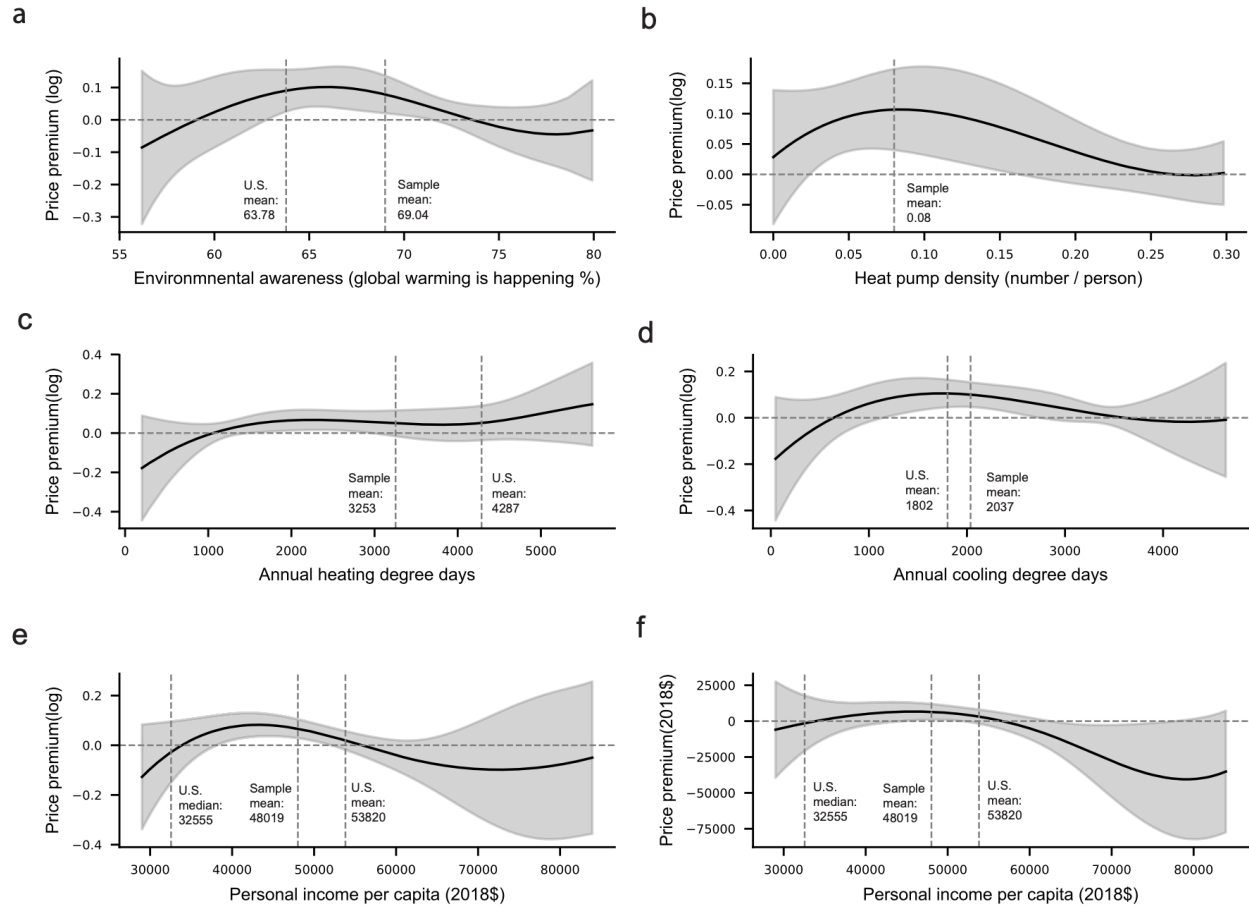 a
Price premium (log)
0.1
0.0
−0.1
−0.2
−0.3
U.S.
mean:
63.78
Sample
mean:
69.04
55
60
65
70
75
80
Environmnental awareness (global warming is happening %)
b
Price premium(log)
0.15
0.10
0.05
0.00
−0.05
Sample
mean:
0.08
0.00
0.05
0.10
0.15
0.20
0.25
0.30
Heat pump density (number / person)
c
Price premium(log)
0.4
0.2
0.0
−0.2
−0.4
Sample
mean:
3253
U.S.
mean:
4287
0
1000
2000
3000
4000
5000
Annual heating degree days
d
Price premium(log)
0.2
0.0
−0.2
−0.4
U.S.
mean:
1802
Sample
mean:
2037
0
1000
2000
3000
4000
Annual cooling degree days
e
Price premium(log)
0.2
0.0
−0.2
−0.4
U.S.
median:
32555
Sample
mean:
48019
U.S.
mean:
53820
30000
40000
50000
60000
70000
80000
Personal income per capita (2018$)
f
Price premium(2018$)
25000
0
−25000
−50000
−75000
U.S.
median:
32555
Sample
mean:
48019
U.S.
mean:
53820
30000
40000
50000
60000
70000
80000
Personal income per capita (2018$)